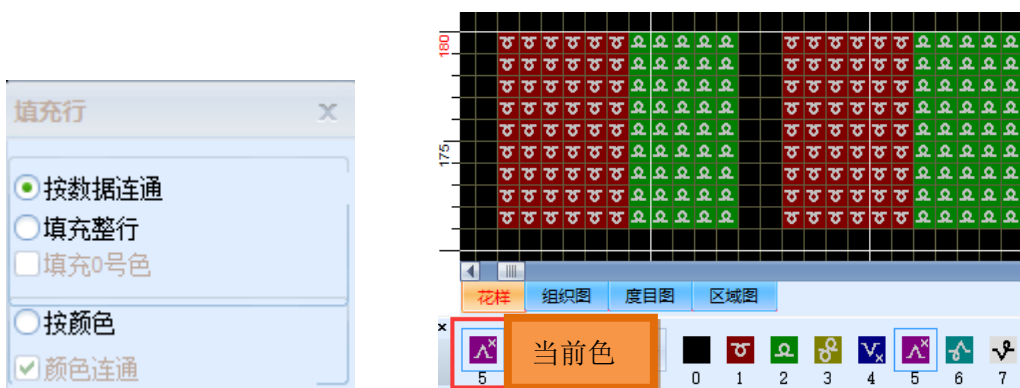 填充行
按数据连通
填充整行
填充0号色
按颜色
颜色连通
180
175
花样 组织图 度目图 区域图
当前色
5 0 1 2 3 4 5 6 7